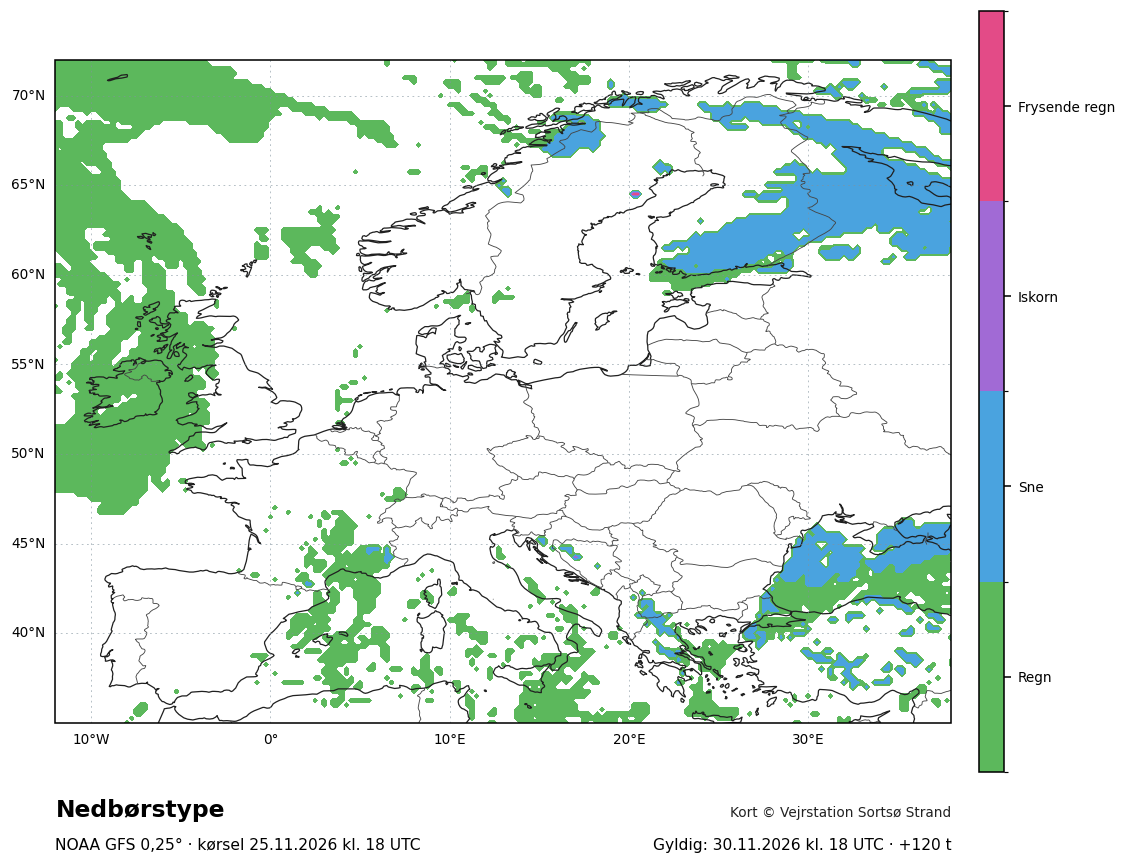 Frysende regn
Iskorn
Sne
Regn
70°N
65°N
60°N
55°N
50°N
45°N
40°N
10°W
0°
10°E
20°E
30°E
Nedbørstype
Kort © Vejrstation Sortsø Strand
NOAA GFS 0,25° · kørsel 25.11.2026 kl. 18 UTC
Gyldig: 30.11.2026 kl. 18 UTC · +120 t